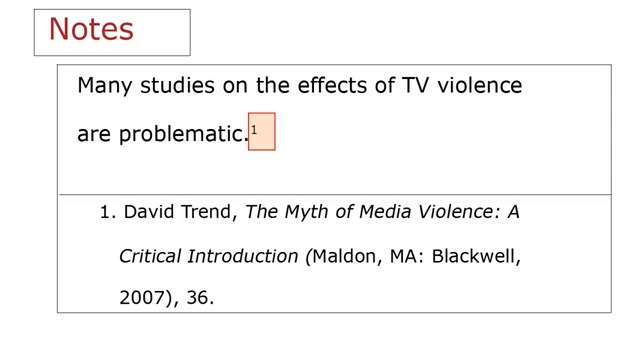 Notes
Many studies on the effects of TV violence
are problematic.1
1. David Trend, The Myth of Media Violence: A
Critical Introduction (Maldon, MA: Blackwell,
2007), 36.